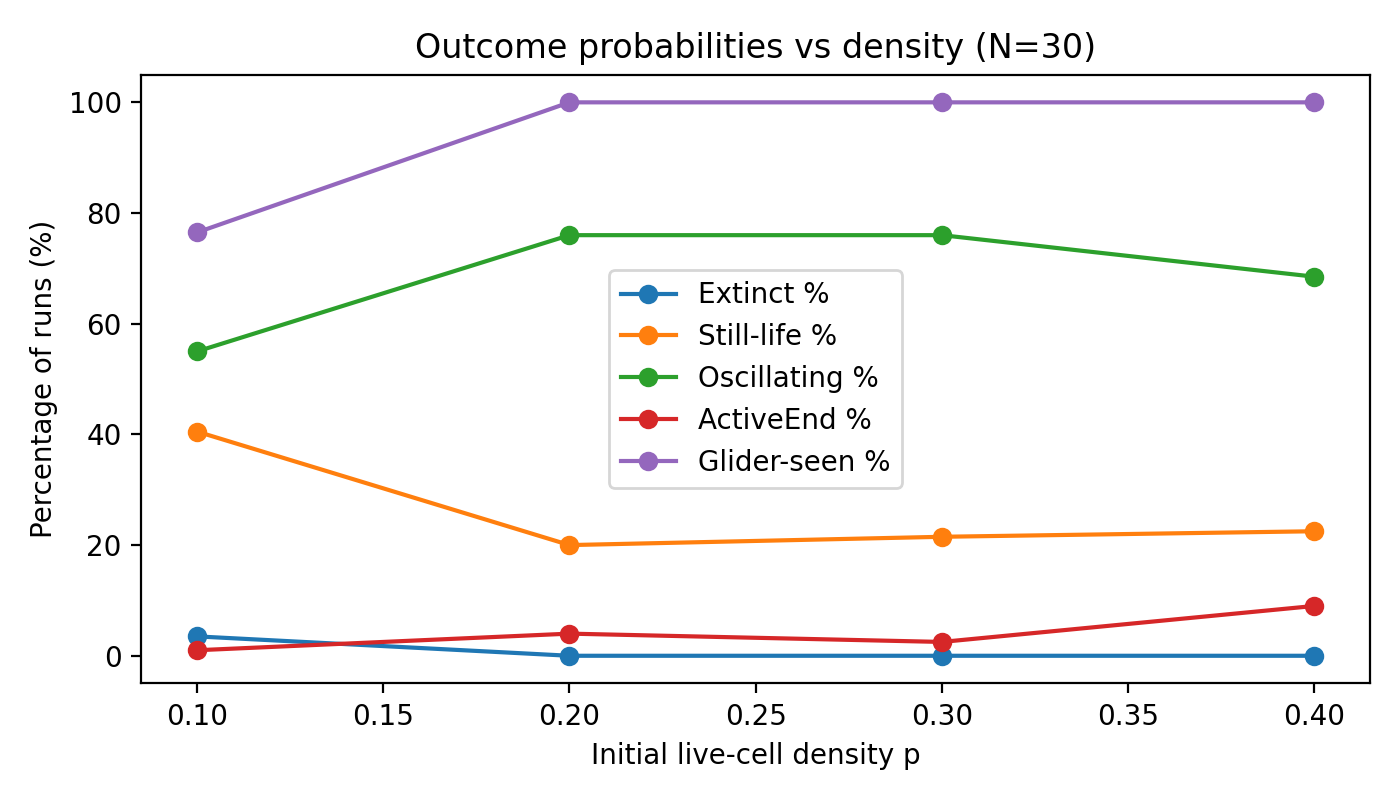 Outcome probabilities vs density (N=30)
Percentage of runs (%)
100
80
60
40
20
0
Extinct %
Still-life %
Oscillating %
ActiveEnd %
Glider-seen %
0.10 0.15 0.20 0.25 0.30 0.35 0.40
Initial live-cell density p